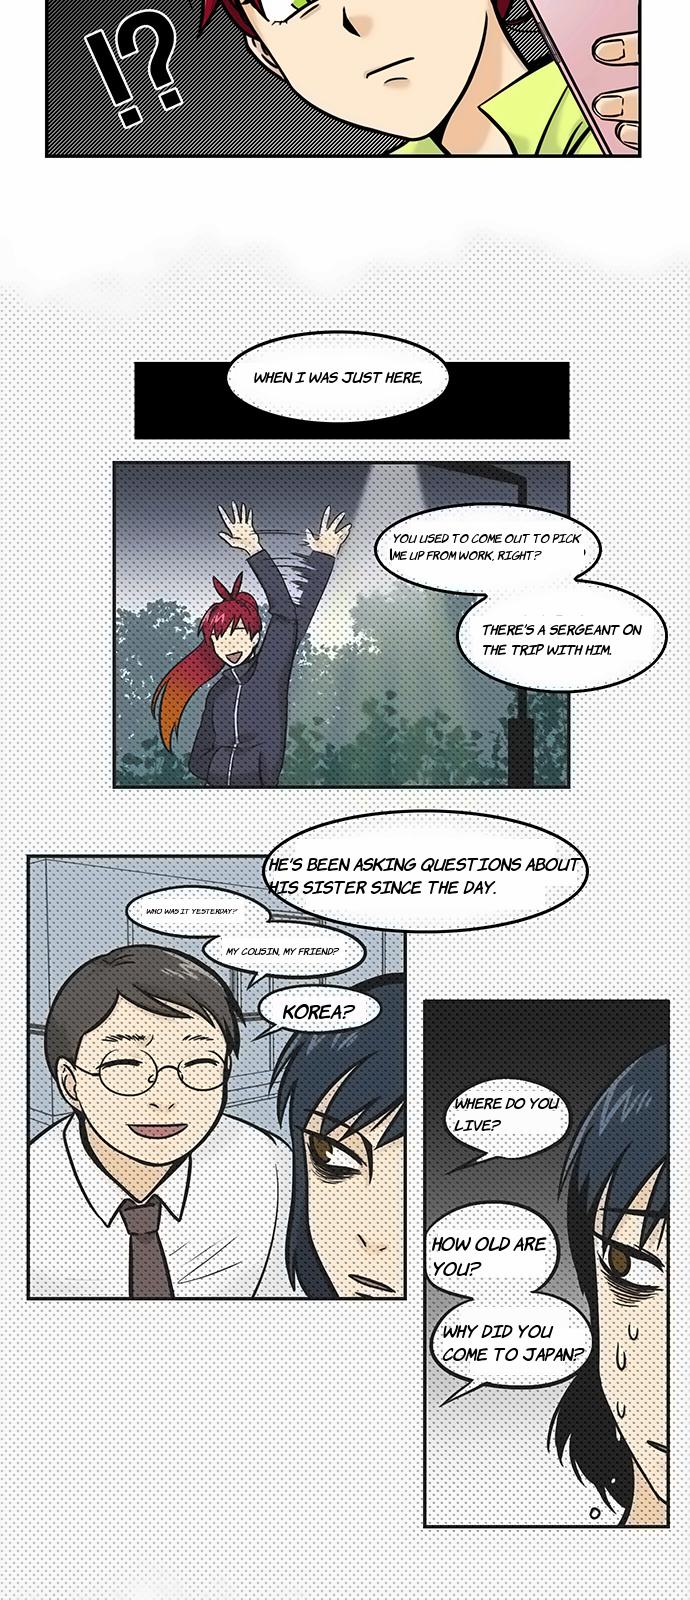 !?
WHEN I WAS JUST HERE,
YOU USED TO COME OUT TO PICK
ME UP FROM WORK, RIGHT?
THERE'S A SERGEANT ON
THE TRIP WITH HIM.
HE'S BEEN ASKING QUESTIONS ABOUT
HIS SISTER SINCE THE DAY.
WHO WAS IT YESTERDAY?
MY COUSIN, MY FRIEND?
KOREA?
WHERE DO YOU
LIVE?
HOW OLD ARE
YOU?
WHY DID YOU
COME TO JAPAN?